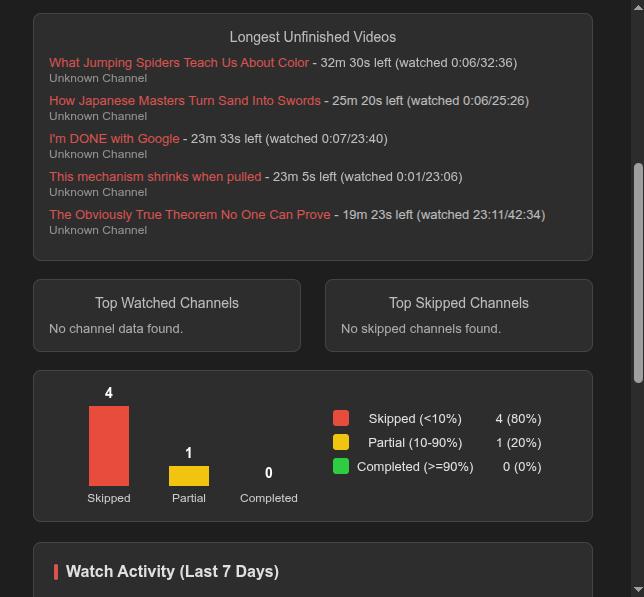 Longest Unfinished Videos
What Jumping Spiders Teach Us About Color - 32m 30s left (watched 0:06/32:36)
Unknown Channel
How Japanese Masters Turn Sand Into Swords - 25m 20s left (watched 0:06/25:26)
Unknown Channel
I'm DONE with Google - 23m 33s left (watched 0:07/23:40)
Unknown Channel
This mechanism shrinks when pulled - 23m 5s left (watched 0:01/23:06)
Unknown Channel
The Obviously True Theorem No One Can Prove - 19m 23s left (watched 23:11/42:34)
Unknown Channel
Top Watched Channels
No channel data found.
Top Skipped Channels
No skipped channels found.
4
1
0
Skipped
Partial
Completed
Skipped (<10%) 4 (80%)
Partial (10-90%) 1 (20%)
Completed (>=90%) 0 (0%)
Watch Activity (Last 7 Days)